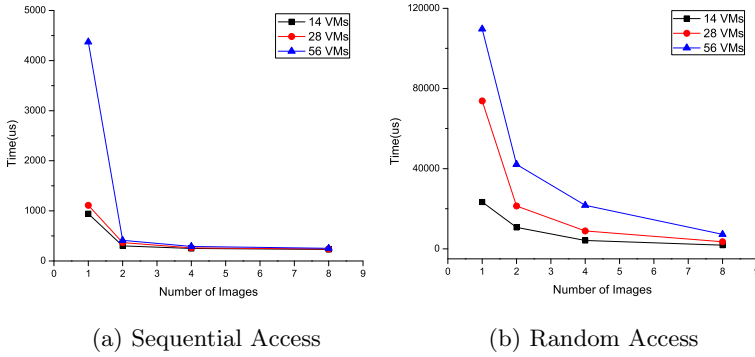 5000
4000
3000
2000
1000
0
Time(us)
0 1 2 3 4 5 6 7 8 9
Number of Images
14 VMs
28 VMs
56 VMs
(a) Sequential Access
120000
80000
40000
0
Time(us)
0 1 2 3 4 5 6 7 8 9
Number of Images
14 VMs
28 VMs
56 VMs
(b) Random Access